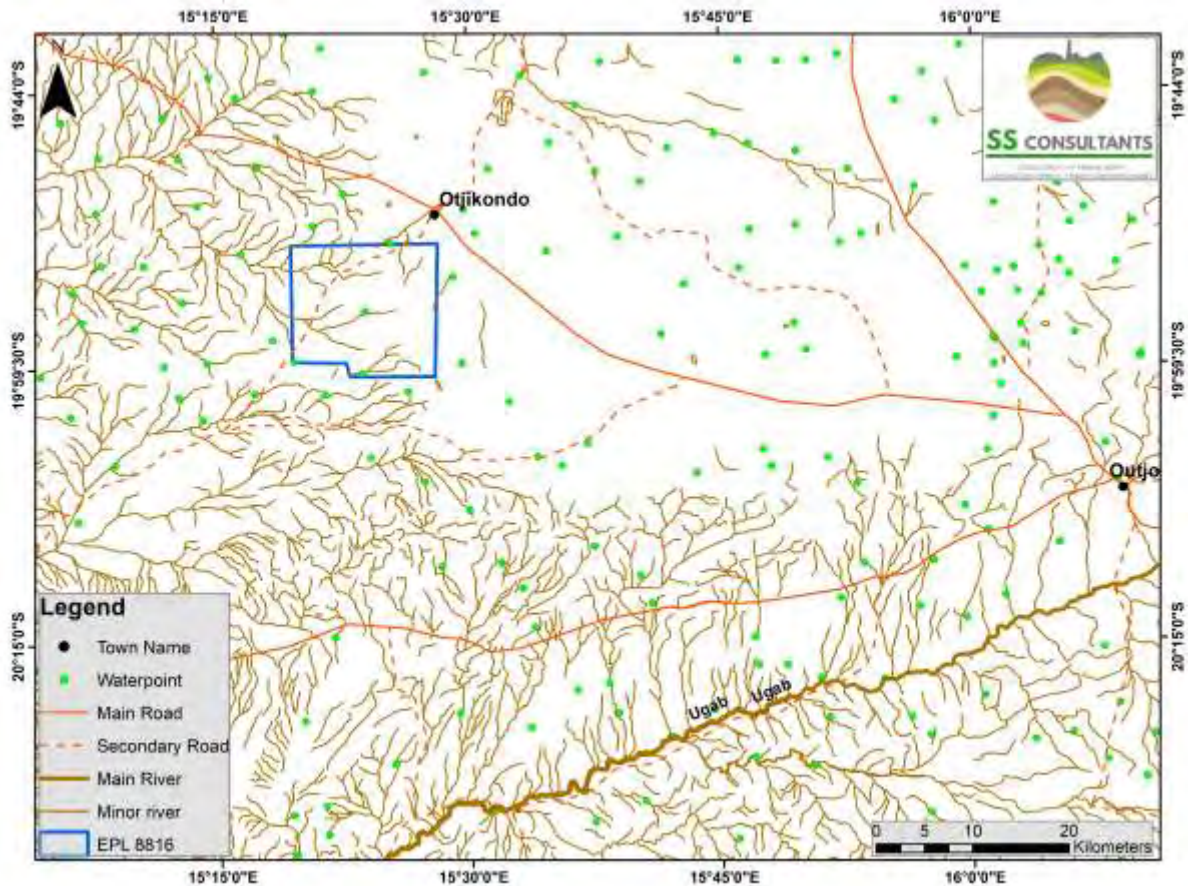 15°15'0"E 15°30'0"E 15°45'0"E 16°0'0"E
19°44'0"S 19°44'0"S
N
SS CONSULTANTS
Otjikondo
19°59'30"S 19°59'30"S
Outjo
20°15'0"S 20°15'0"S
Ugab Ugab
Legend
Town Name
Waterpoint
Main Road
Secondary Road
Main River
Minor river
EPL 8816
0 5 10 20
Kilometers
15°15'0"E 15°30'0"E 15°45'0"E 16°0'0"E